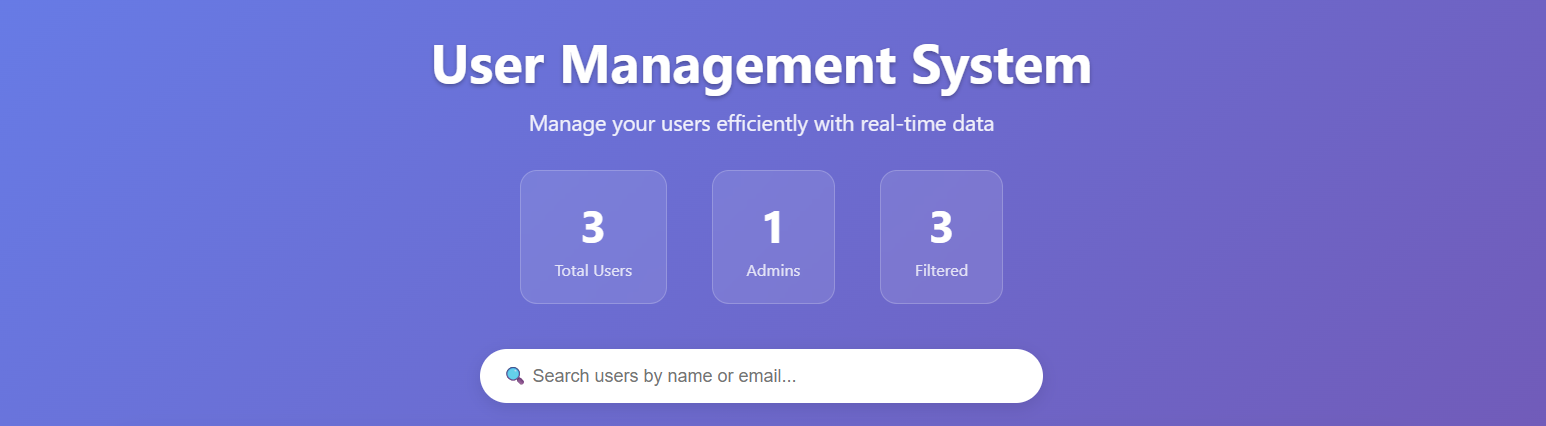 User Management System
Manage your users efficiently with real-time data
3
Total Users
1
Admins
3
Filtered
Search users by name or email...